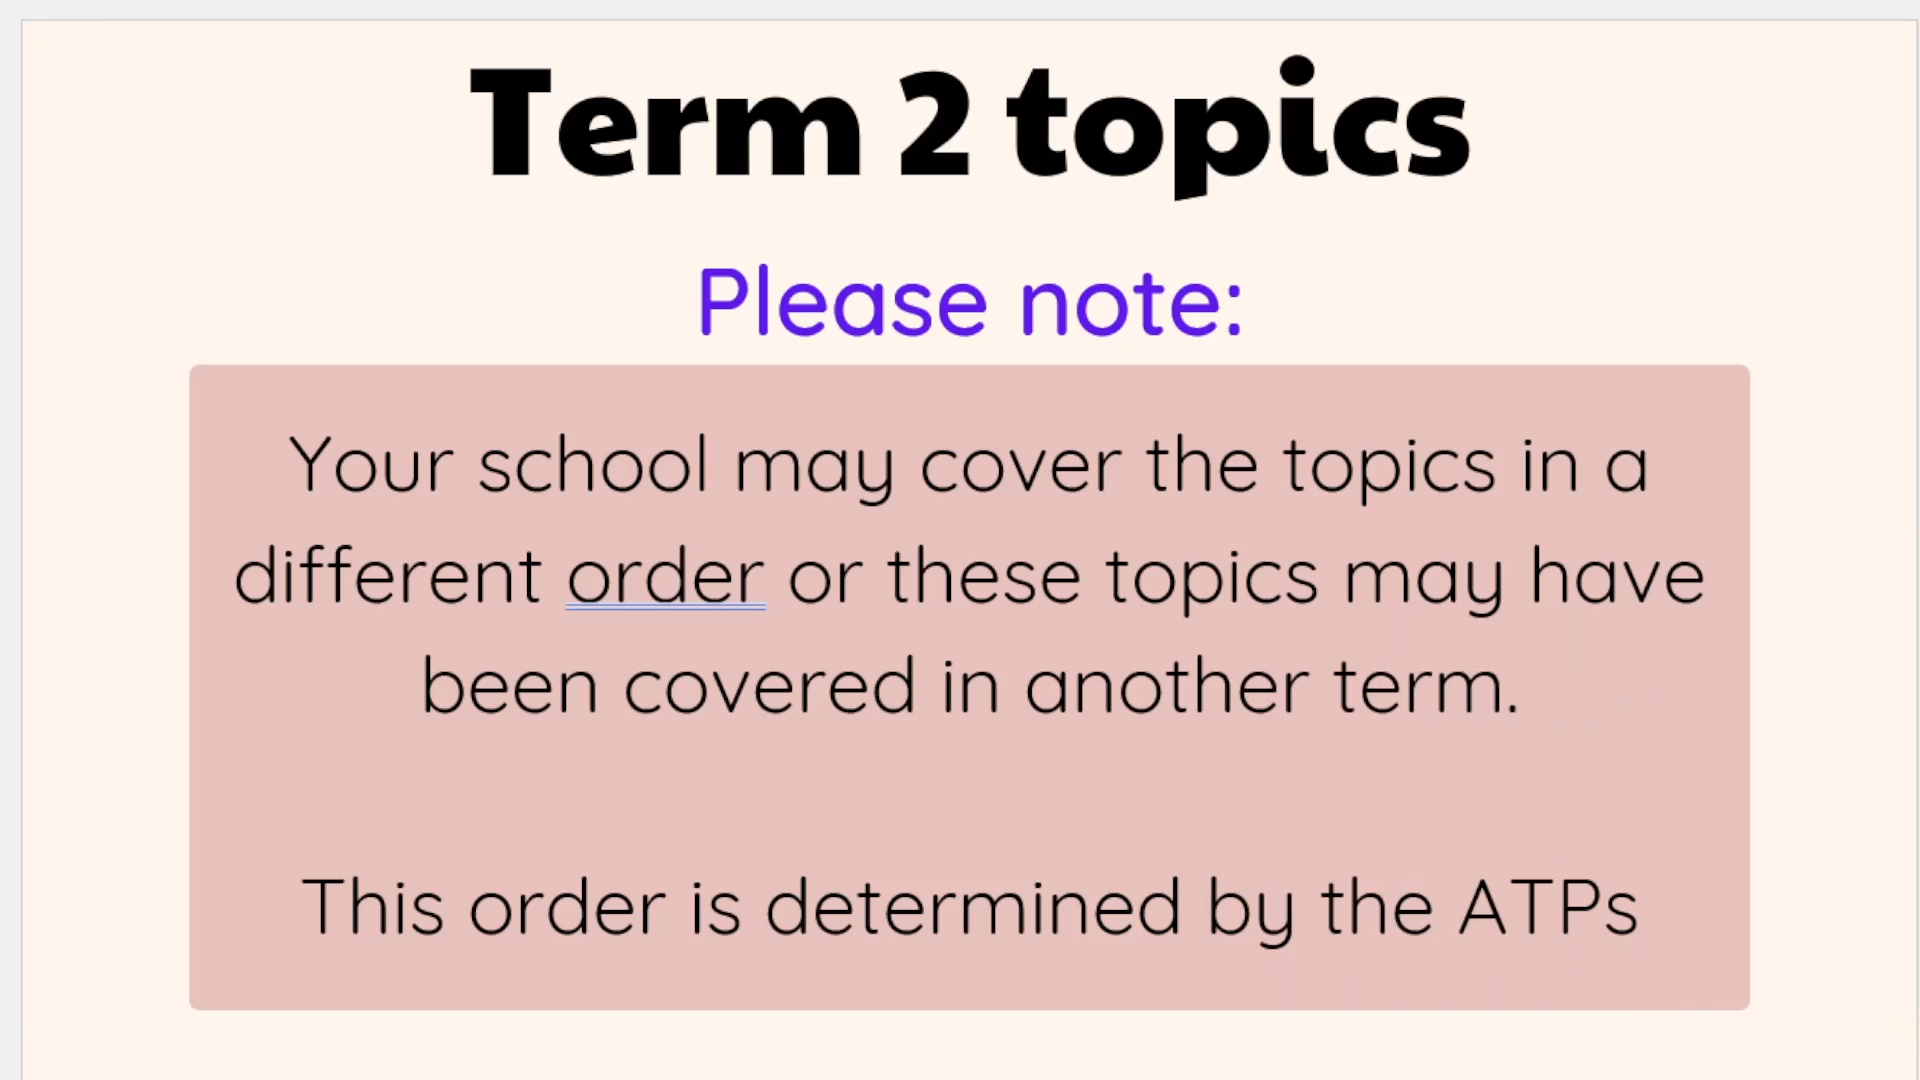 Term 2 topics
Please note:
Your school may cover the topics in a
different order or these topics may have
been covered in another term.
This order is determined by the ATPs